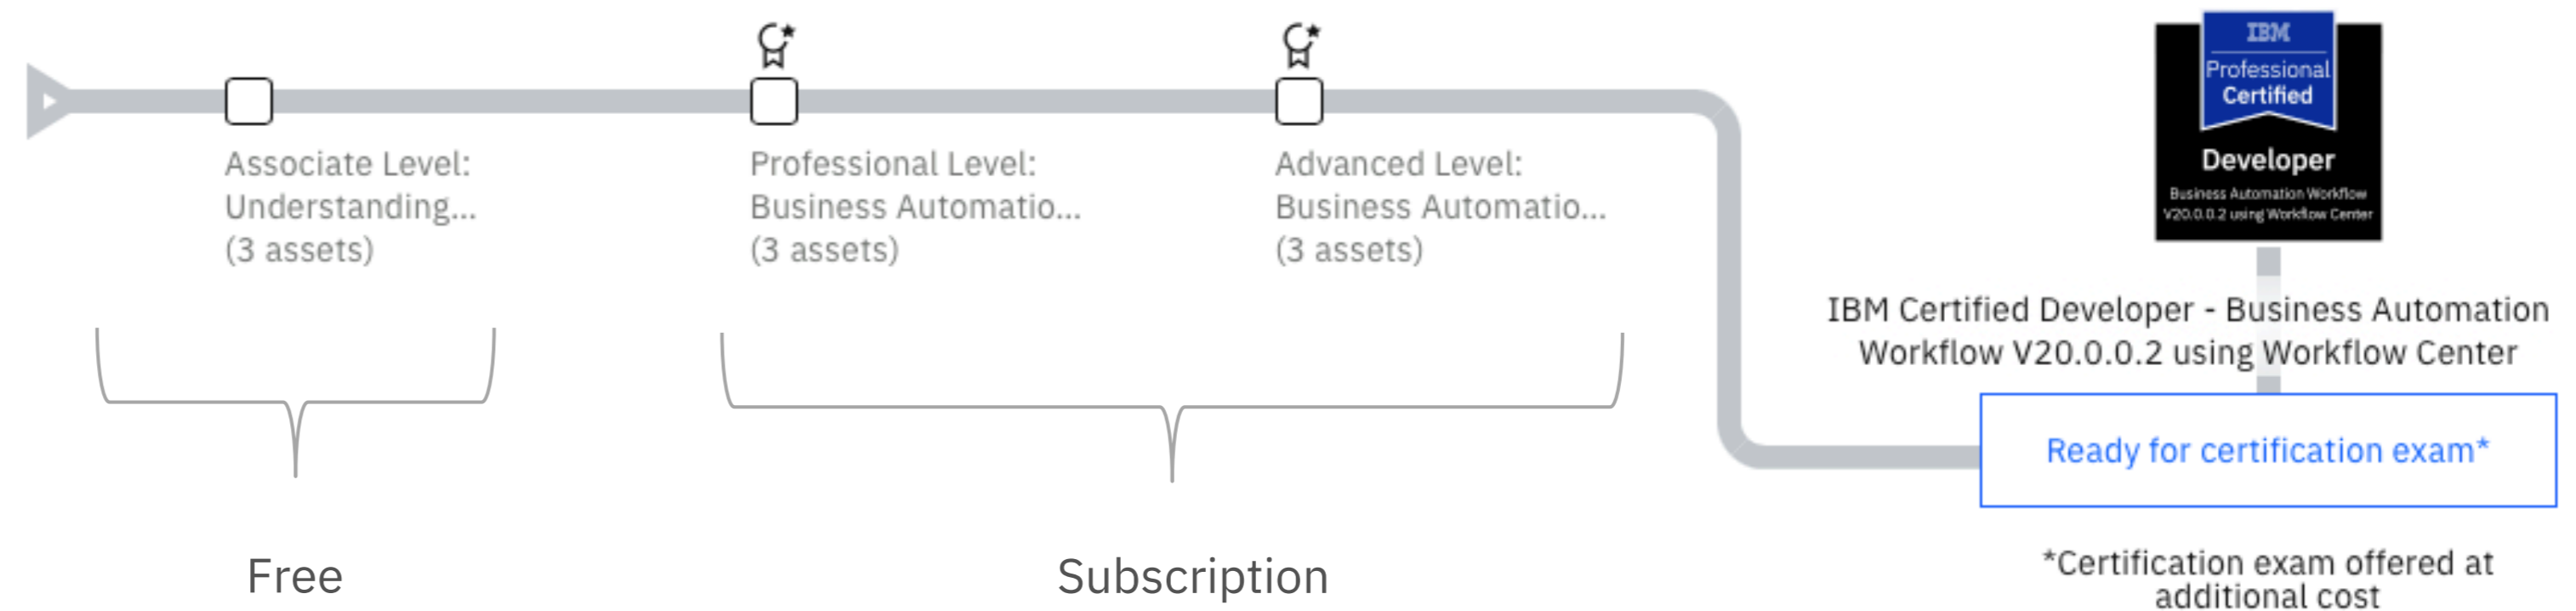 Associate Level:
Understanding...
(3 assets)
Professional Level:
Business Automatio...
(3 assets)
Advanced Level:
Business Automatio...
(3 assets)
Free
Subscription
IBM
Professional
Certified
Developer
Business Automation Workflow
V20.0.0.2 using Workflow Center
IBM Certified Developer - Business Automation
Workflow V20.0.0.2 using Workflow Center
Ready for certification exam*
*Certification exam offered at
additional cost